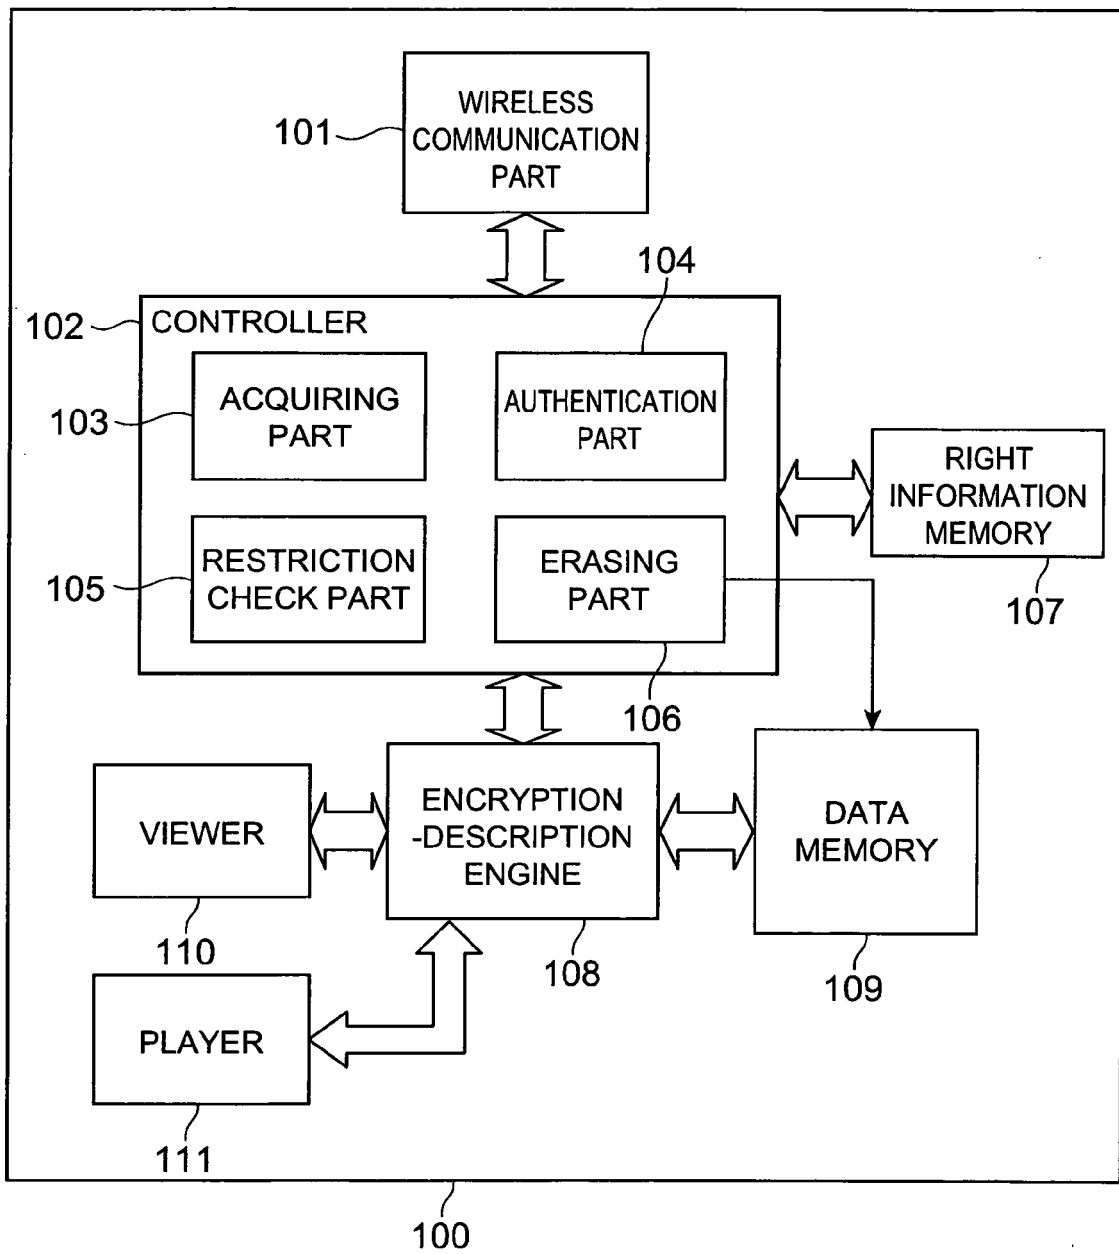 WIRELESS
COMMUNICATION
PART
101
104
102
CONTROLLER
103
ACQUIRING
PART
AUTHENTICATION
PART
RIGHT
INFORMATION
MEMORY
105
RESTRICTION
CHECK PART
ERASING
PART
107
106
VIEWER
ENCRYPTION
-DESCRIPTION
ENGINE
DATA
MEMORY
110
108
109
PLAYER
111
100